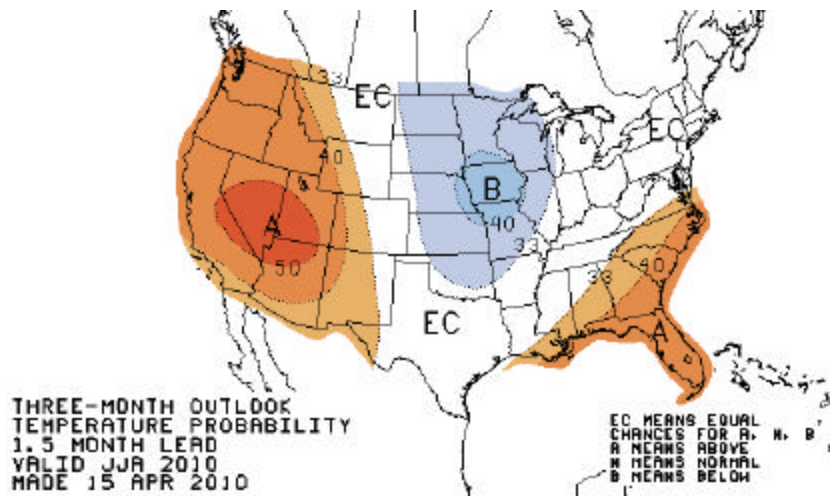 33
EC
EC
40
B
A
40
33
50
40
33
EC
A
THREE-MONTH OUTLOOK
TEMPERATURE PROBABILITY
1.5 MONTH LEAD
VALID JJA 2010
MADE 15 APR 2010
EC MEANS EQUAL
CHANCES FOR A, N, B
A MEANS ABOVE
N MEANS NORMAL
B MEANS BELOW